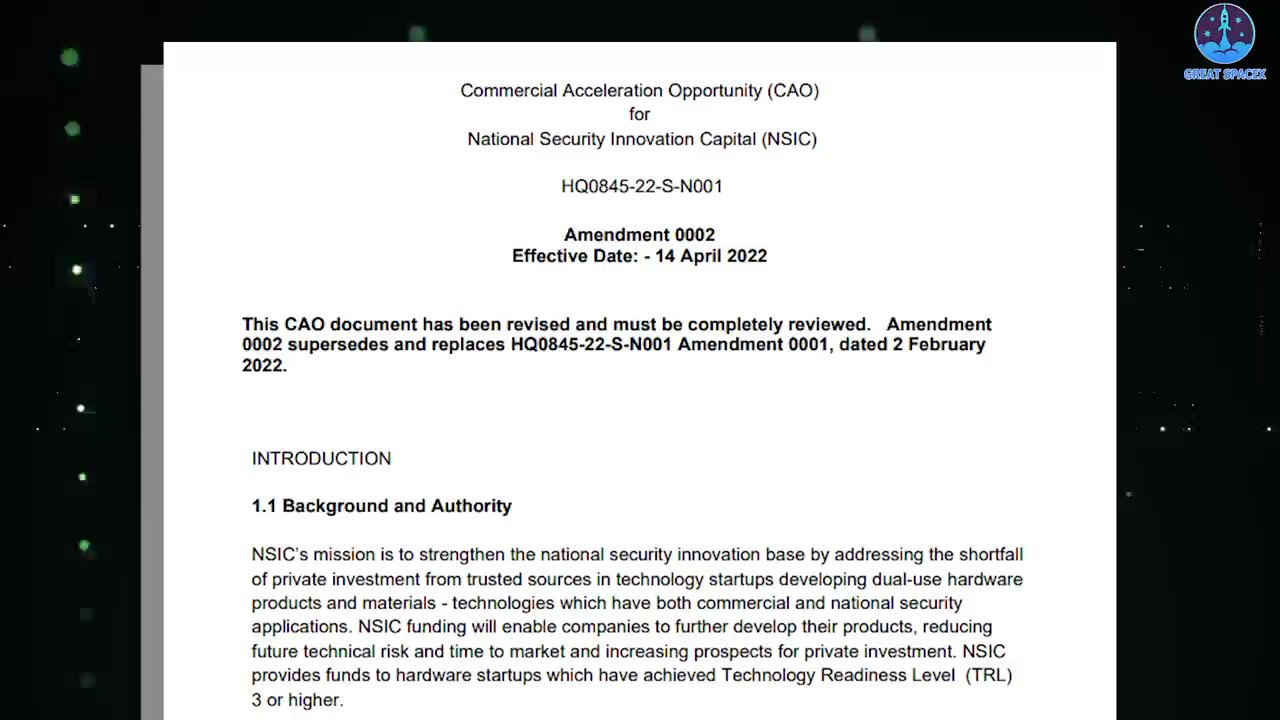 GREAT SPACEX
Commercial Acceleration Opportunity (CAO)
for
National Security Innovation Capital (NSIC)
HQ0845-22-S-N001
Amendment 0002
Effective Date: - 14 April 2022
This CAO document has been revised and must be completely reviewed.   Amendment
0002 supersedes and replaces HQ0845-22-S-N001 Amendment 0001, dated 2 February
2022.
INTRODUCTION
1.1 Background and Authority
NSIC's mission is to strengthen the national security innovation base by addressing the shortfall
of private investment from trusted sources in technology startups developing dual-use hardware
products and materials - technologies which have both commercial and national security
applications. NSIC funding will enable companies to further develop their products, reducing
future technical risk and time to market and increasing prospects for private investment. NSIC
provides funds to hardware startups which have achieved Technology Readiness Level  (TRL)
3 or higher.